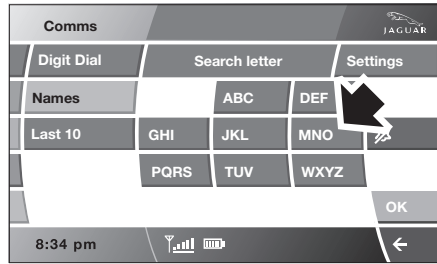 Comms
JAGUAR
Digit Dial Search letter Settings
Names ABC DEF
Last 10 GHI JKL MNO
PQRS TUV WXYZ
OK
8:34 pm